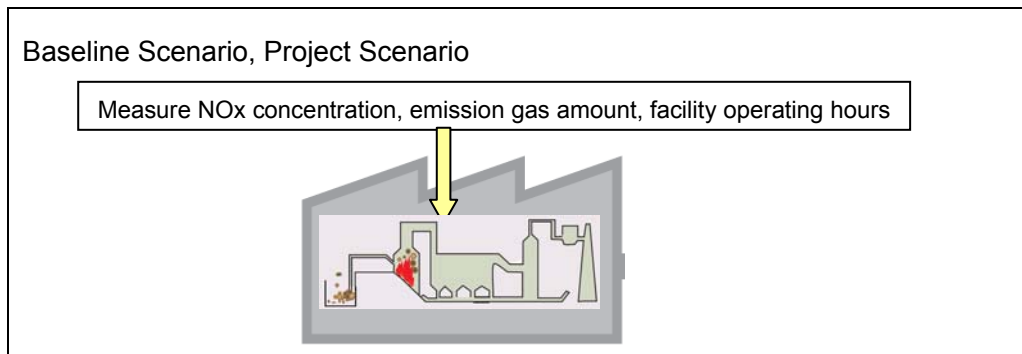 Baseline Scenario, Project Scenario
Measure NOx concentration, emission gas amount, facility operating hours